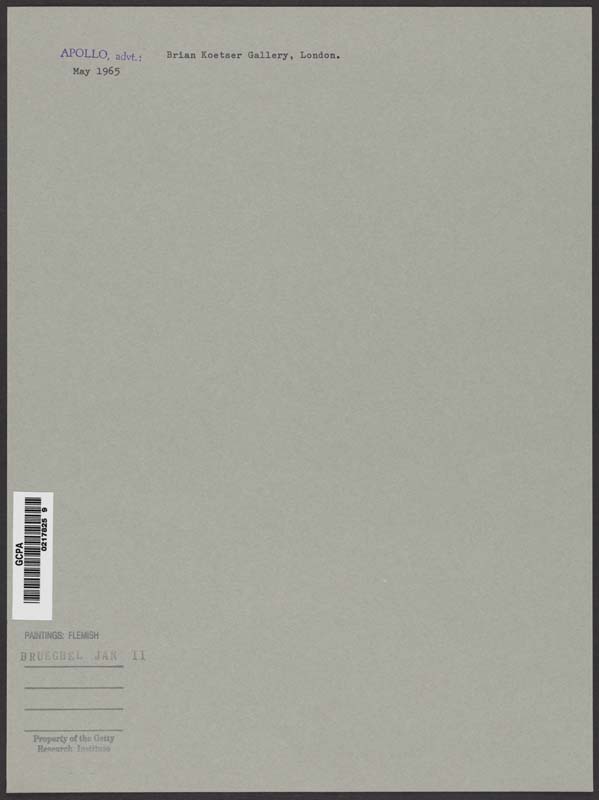 APOLLO, advt.: Brian Koetser Gallery, London.
May 1965
GCPA
0217825 9
PAINTINGS: FLEMISH
BRUEGHEL JAN II
Property of the Getty
Research Institute